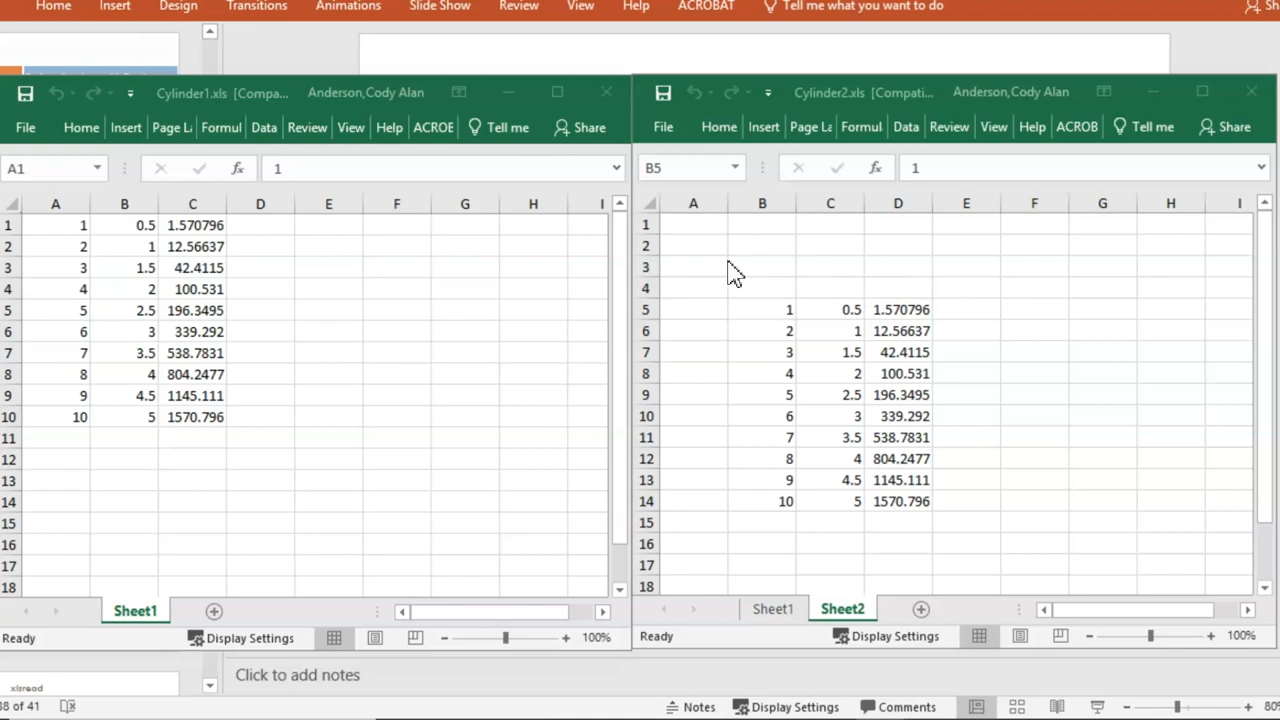 Home Insert Design Transitions Animations Slide Show Review View Help ACROBAT Tell me what you want to do
Cylinder1.xls [Compa... Anderson,Cody Alan
File Home Insert Page L Formul Data Review View Help ACROE Tell me Share
A1 fx 1
A B C D E F G H I
1 1 0.5 1.570796
2 2 1 12.56637
3 3 1.5 42.4115
4 4 2 100.531
5 5 2.5 196.3495
6 6 3 339.292
7 7 3.5 538.7831
8 8 4 804.2477
9 9 4.5 1145.111
10 10 5 1570.796
11
12
13
14
15
16
17
18
Sheet1
Ready Display Settings 100%
Cylinder2.xls [Compati... Anderson,Cody Alan
File Home Insert Page La Formul Data Review View Help ACROB Tell me Share
B5 fx 1
A B C D E F G H I
1
2
3
4
5 1 0.5 1.570796
6 2 1 12.56637
7 3 1.5 42.4115
8 4 2 100.531
9 5 2.5 196.3495
10 6 3 339.292
11 7 3.5 538.7831
12 8 4 804.2477
13 9 4.5 1145.111
14 10 5 1570.796
15
16
17
18
Sheet1 Sheet2
Ready Display Settings 100%
Click to add notes
xlsread
38 of 41 Notes Display Settings Comments 80%